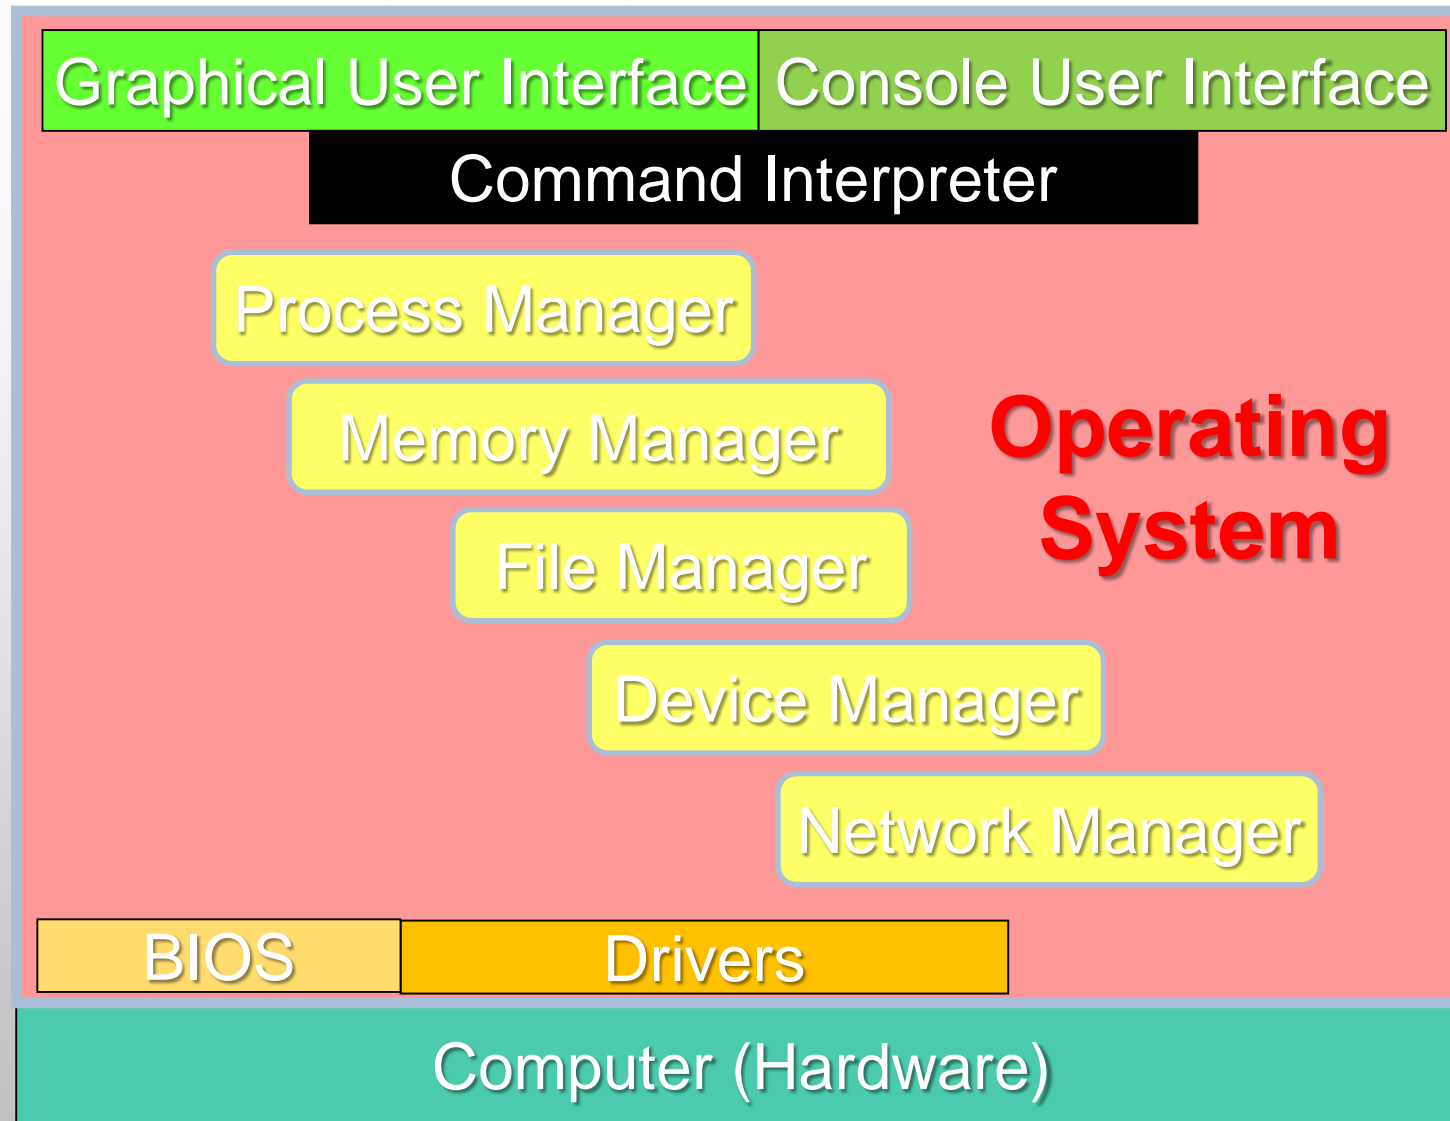 Graphical User Interface
Console User Interface
Command Interpreter
Process Manager
Memory Manager
Operating
System
File Manager
Device Manager
Network Manager
BIOS
Drivers
Computer (Hardware)